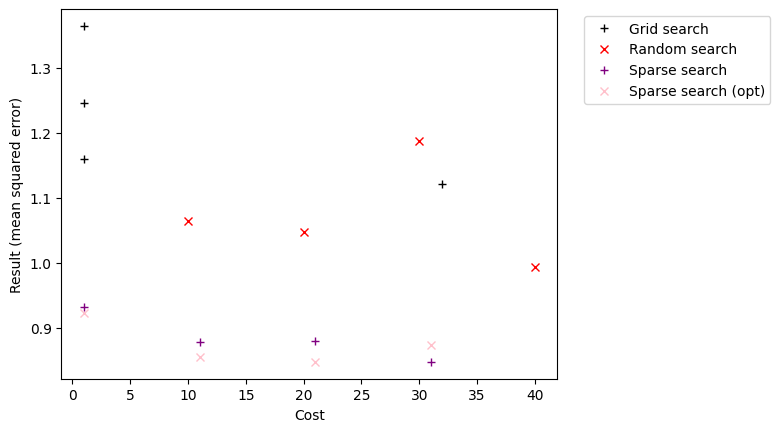 Grid search
Random search
Sparse search
Sparse search (opt)
Result (mean squared error)
1.3
1.2
1.1
1.0
0.9
0 5 10 15 20 25 30 35 40
Cost